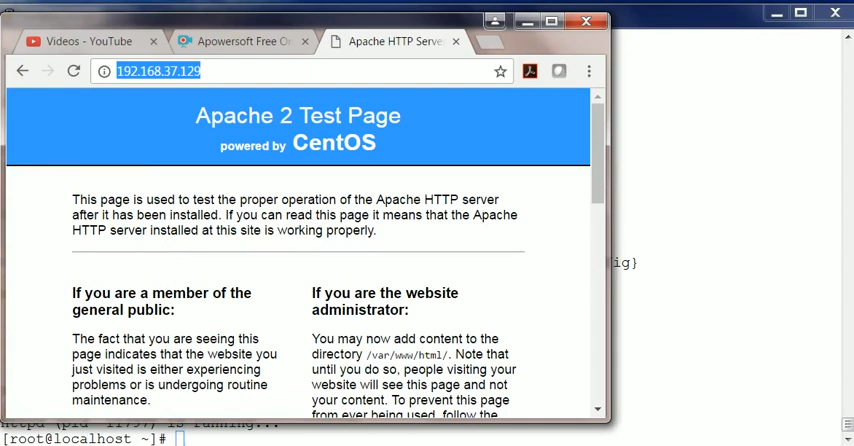 Videos - YouTube
Apowersoft Free On
Apache HTTP Serve
192.168.37.129
Apache 2 Test Page
powered by CentOS
This page is used to test the proper operation of the Apache HTTP server
after it has been installed. If you can read this page it means that the Apache
HTTP server installed at this site is working properly.
ig}
If you are a member of the
general public:
The fact that you are seeing this
page indicates that the website you
just visited is either experiencing
problems or is undergoing routine
maintenance.
If you are the website
administrator:
You may now add content to the
directory /var/www/html/. Note that
until you do so, people visiting your
website will see this page and not
your content. To prevent this page
from ever being used, follow the
is running...
[root@localhost ~]#